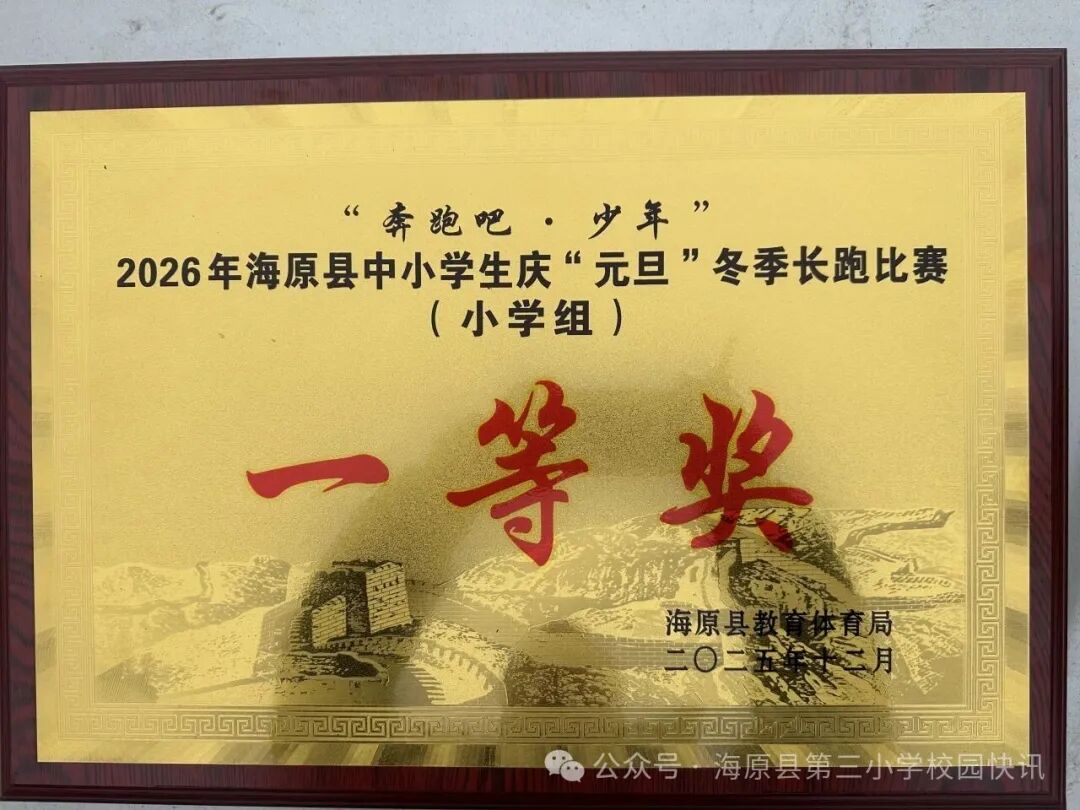 “奔跑吧·少年”
2026年海原县中小学生庆“元旦”冬季长跑比赛
（小学组）
一等奖
海原县教育体育局
二〇二五年十二月
公众号·海原县第三小学校园快讯